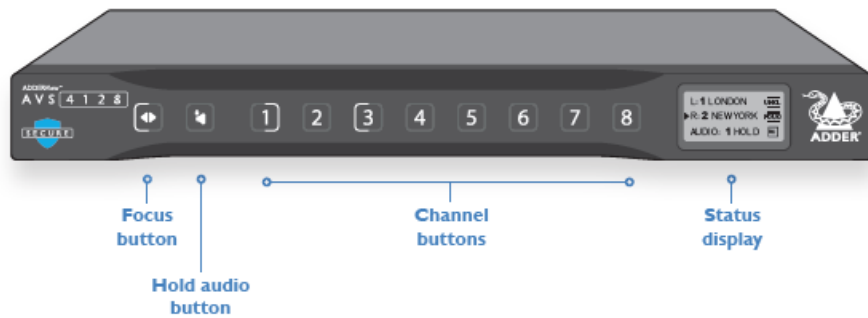 ADDERView™
AVS 4128
SECURE
1 2 3 4 5 6 7 8
L: 1 LONDON
R: 2 NEWYORK
AUDIO: 1 HOLD
ADDER®
Focus
button
Hold audio
button
Channel
buttons
Status
display